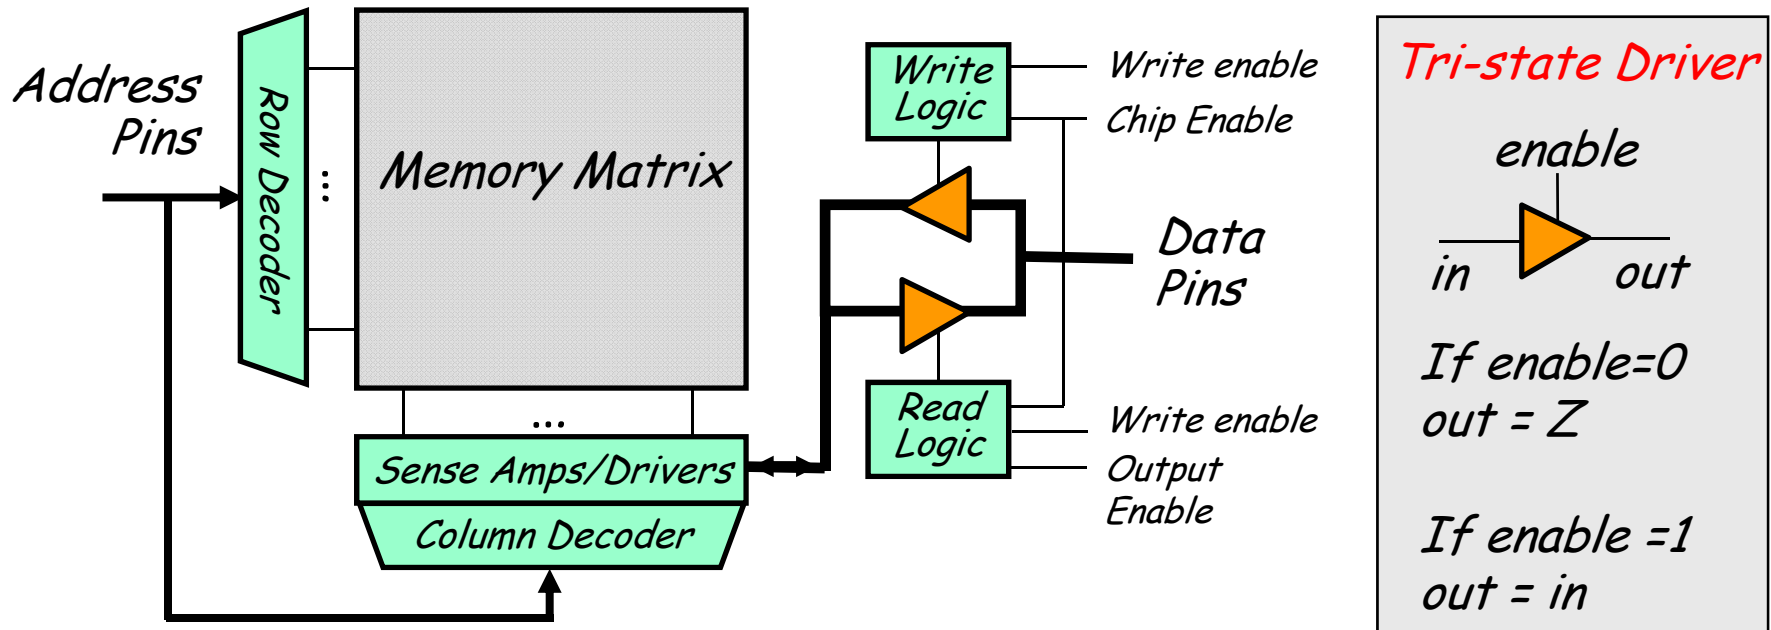 Address
Pins
Row Decoder
...
Memory Matrix
...
Sense Amps/Drivers
Column Decoder
Write
Logic
Write enable
Chip Enable
Data
Pins
Read
Logic
Write enable
Output
Enable
Tri-state Driver
enable
in
out
If enable=0
out = Z
If enable =1
out = in